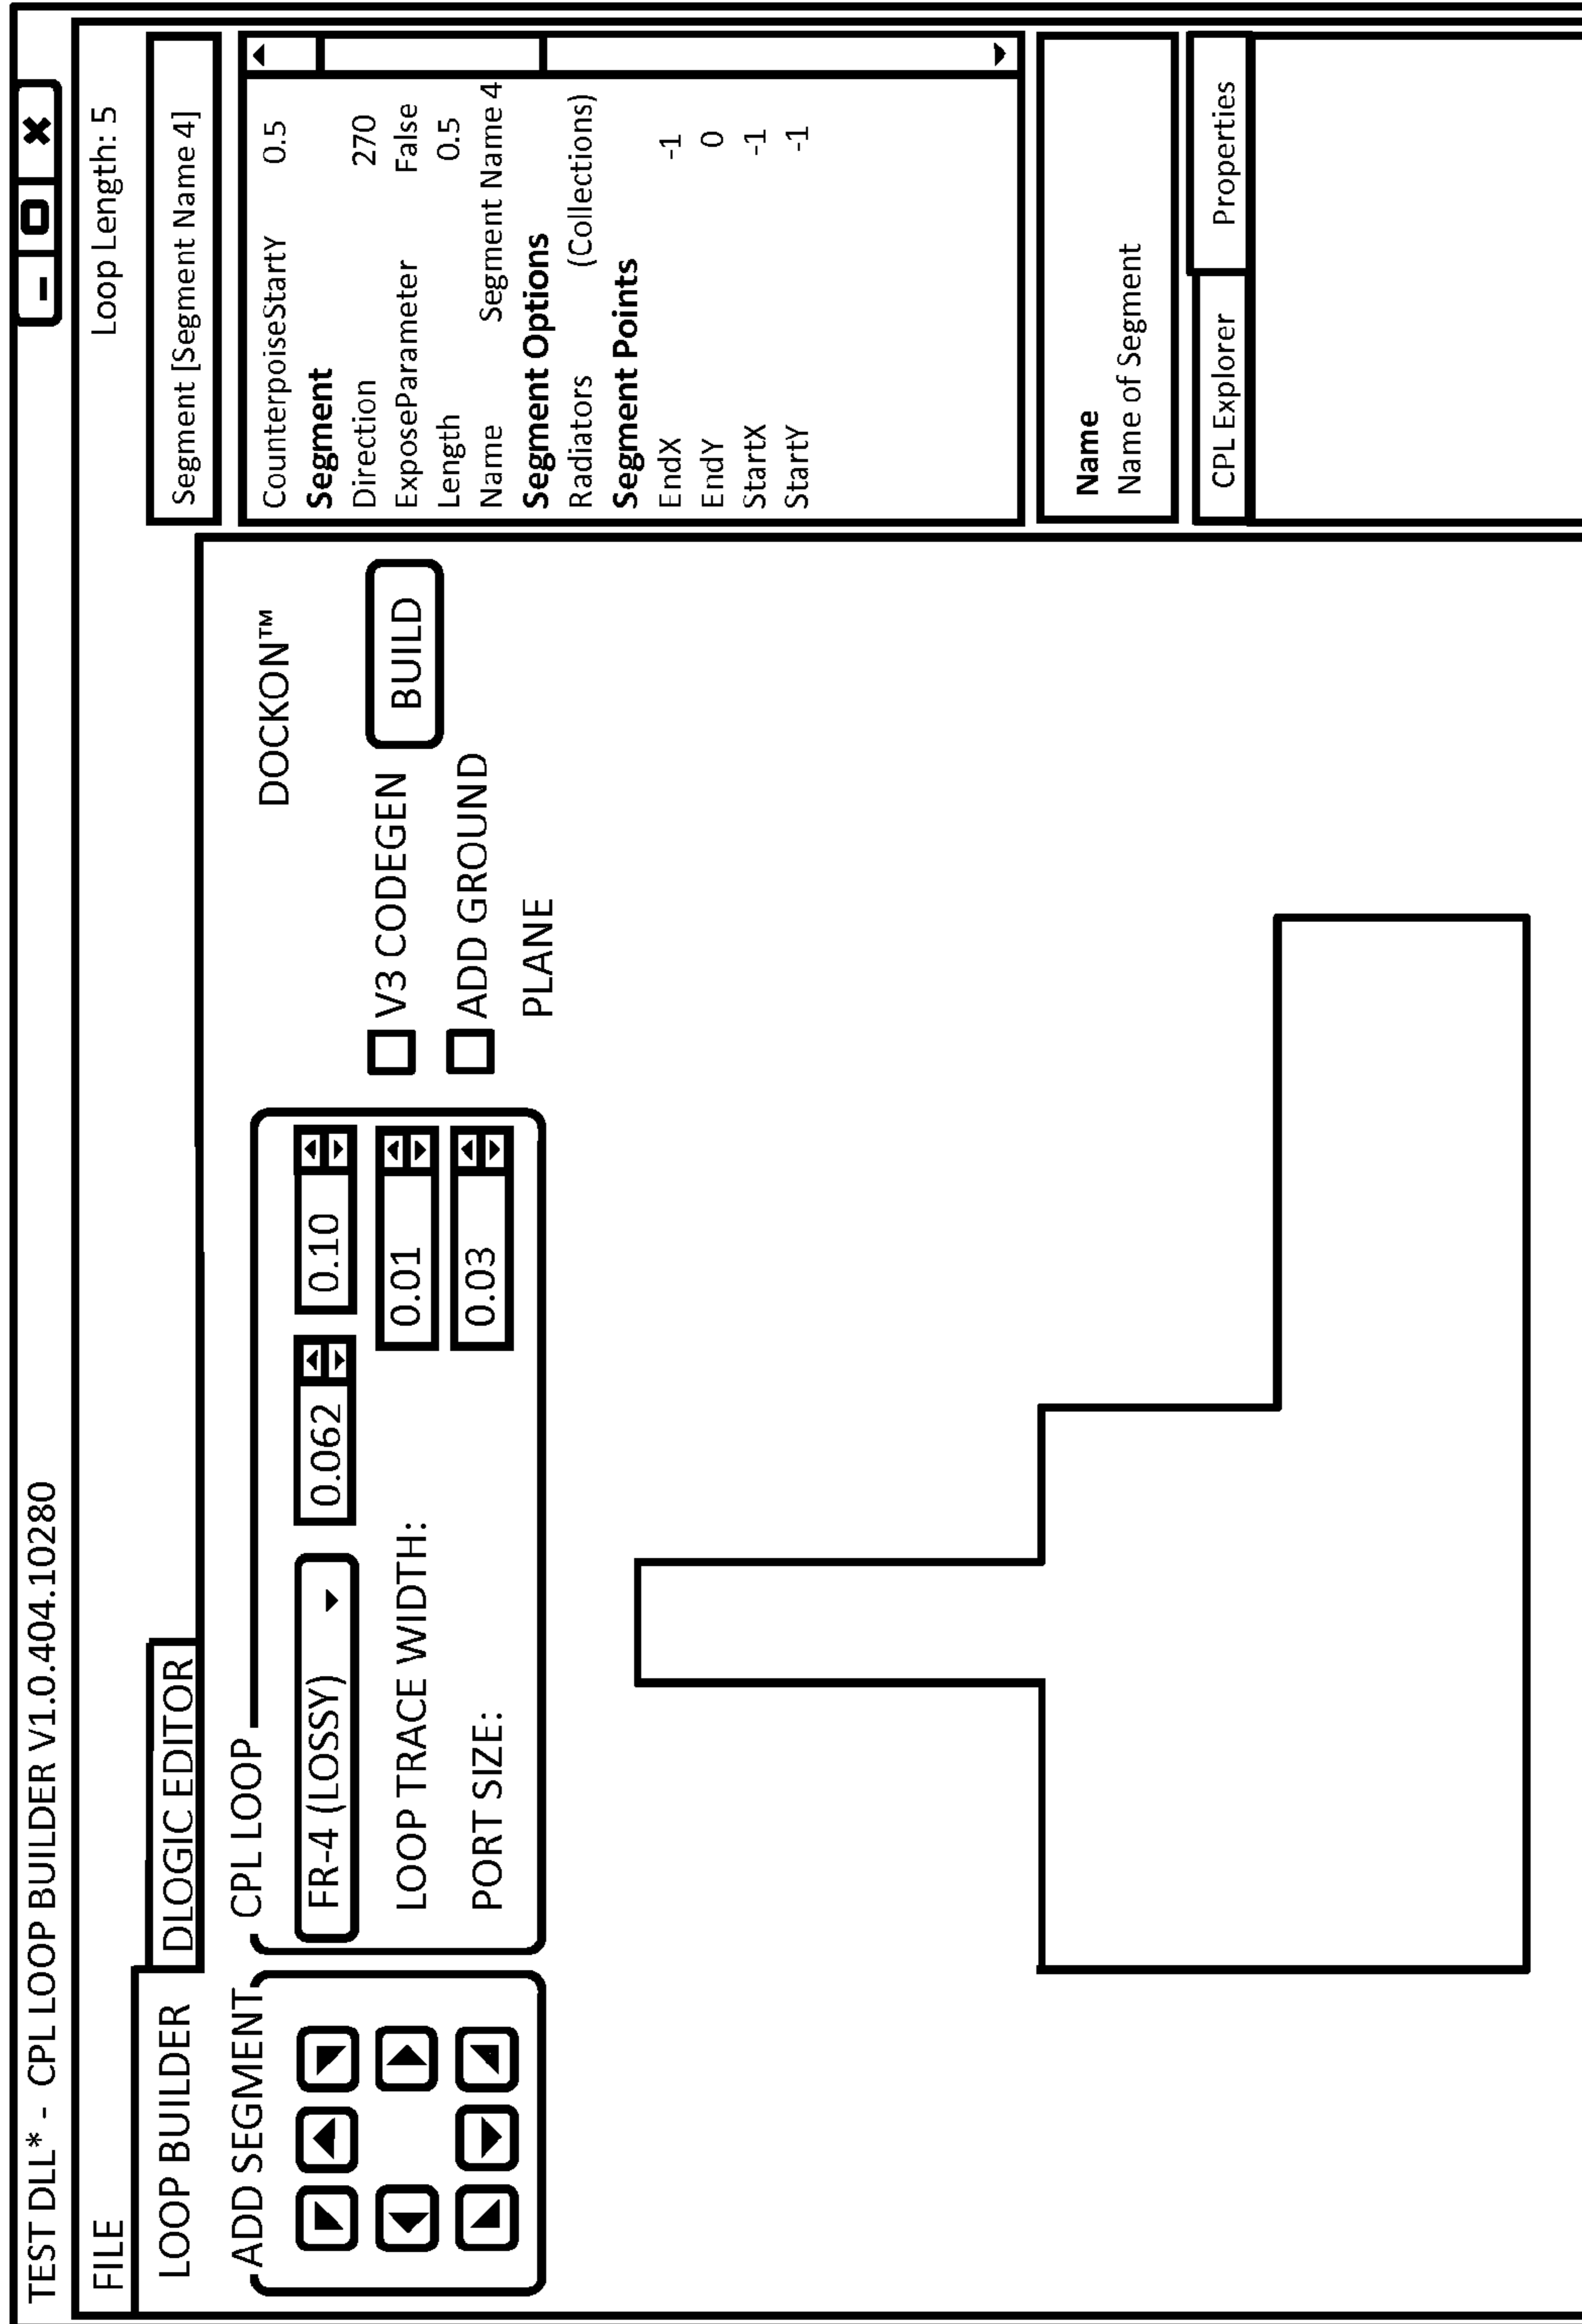 TEST DLL* - CPL LOOP BUILDER V1.0.404.10280
FILE
Loop Length: 5
LOOP BUILDER
DLOGIC EDITOR
ADD SEGMENT
CPL LOOP
FR-4 (LOSSY)
0.062
0.10
LOOP TRACE WIDTH:
0.01
PORT SIZE:
0.03
DOCKON™
V3 CODEGEN
BUILD
ADD GROUND
PLANE
Segment [Segment Name 4]
CounterpoiseStartY 0.5
Segment
Direction 270
ExposeParameter False
Length 0.5
Name Segment Name 4
Segment Options
Radiators (Collections)
Segment Points
EndX -1
EndY 0
StartX -1
StartY -1
Name
Name of Segment
CPL Explorer
Properties